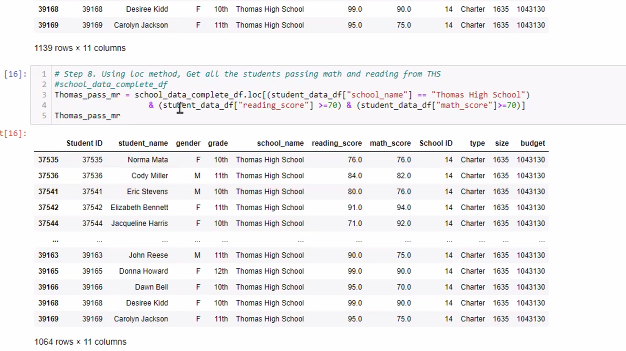 39168 39168 Desiree Kidd F 10th Thomas High School 99.0 90.0 14 Charter 1635 1043130
39169 39169 Carolyn Jackson F 11th Thomas High School 95.0 75.0 14 Charter 1635 1043130
1139 rows × 11 columns
[16]: 1 # Step 8. Using loc method, Get all the students passing math and reading from THS
2 #school_data_complete_df
3 Thomas_pass_mr = school_data_complete_df.loc[(student_data_df["school_name"] == "Thomas High School")
4 & (student_data_df["reading_score"] >=70) & (student_data_df["math_score"]>=70)]
5 Thomas_pass_mr
t[16]:
Student ID student_name gender grade school_name reading_score math_score School ID type size budget
37535 37535 Norma Mata F 10th Thomas High School 76.0 76.0 14 Charter 1635 1043130
37536 37536 Cody Miller M 11th Thomas High School 84.0 82.0 14 Charter 1635 1043130
37541 37541 Eric Stevens M 10th Thomas High School 80.0 76.0 14 Charter 1635 1043130
37542 37542 Elizabeth Bennett F 11th Thomas High School 91.0 94.0 14 Charter 1635 1043130
37544 37544 Jacqueline Harris F 10th Thomas High School 71.0 92.0 14 Charter 1635 1043130
... ... ... ... ... ... ... ... ... ... ... ...
39163 39163 John Reese M 11th Thomas High School 90.0 75.0 14 Charter 1635 1043130
39165 39165 Donna Howard F 12th Thomas High School 99.0 90.0 14 Charter 1635 1043130
39166 39166 Dawn Bell F 10th Thomas High School 95.0 70.0 14 Charter 1635 1043130
39168 39168 Desiree Kidd F 10th Thomas High School 99.0 90.0 14 Charter 1635 1043130
39169 39169 Carolyn Jackson F 11th Thomas High School 95.0 75.0 14 Charter 1635 1043130
1064 rows × 11 columns